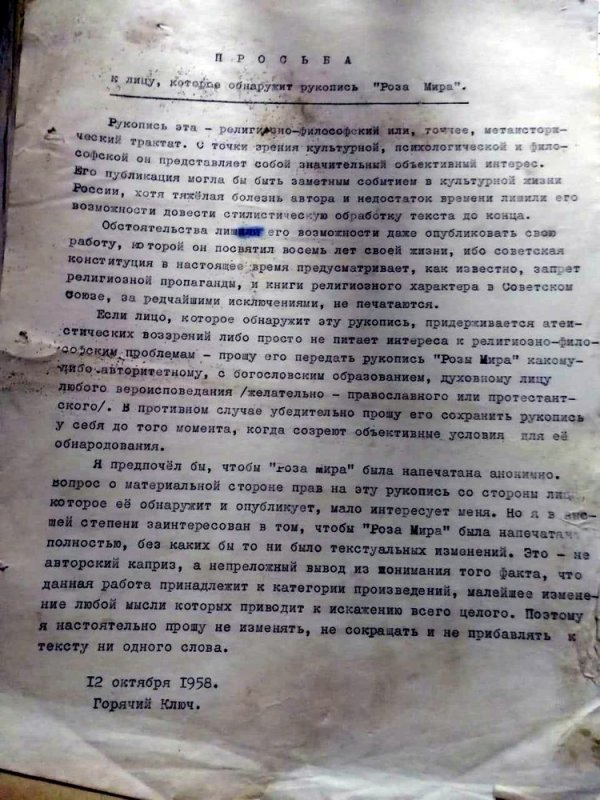 ПРОСЬБА
к лицу, которое обнаружит рукопись "Роза Мира".
Рукопись эта - религиозно-философский или, точнее, метаистори-
ческий трактат. С точки зрения культурной, психологической и фило-
софской он представляет собой значительный объективный интерес.
Его публикация могла бы быть заметным событием в культурной жизни
России, хотя тяжёлая болезнь автора и недостаток времени лишили его
возможности довести стилистическую обработку текста до конца.
Обстоятельства лишили его возможности даже опубликовать свою
работу, которой он посвятил восемь лет своей жизни, ибо советская
конституция в настоящее время предусматривает, как известно, запрет
религиозной пропаганды, и книги религиозного характера в Советском
Союзе, за редчайшими исключениями, не печатаются.
Если лицо, которое обнаружит эту рукопись, придерживается атеи-
стических воззрений либо просто не питает интереса к религиозно-фило-
софским проблемам - прошу его передать рукопись "Розы Мира" какому-
либо авторитетному, с богословским образованием, духовному лицу
любого вероисповедания /желательно - православного или протестант-
ского/. В противном случае убедительно прошу его сохранить рукопись
у себя до того момента, когда созреют объективные условия для её
обнародования.
Я предпочёл бы, чтобы "Роза Мира" была напечатана анонимно.
Вопрос о материальной стороне прав на эту рукопись со стороны лиц,
которое её обнаружит и опубликует, мало интересует меня. Но я в выс-
шей степени заинтересован в том, чтобы "Роза Мира" была напечатана
полностью, без каких бы то ни было текстуальных изменений. Это - не
авторский каприз, а непреложный вывод из понимания того факта, что
данная работа принадлежит к категории произведений, малейшее измене-
ние любой мысли которых приводит к искажению всего целого. Поэтому
я настоятельно прошу не изменять, не сокращать и не прибавлять к
тексту ни одного слова.
12 октября 1958.
Горячий Ключ.